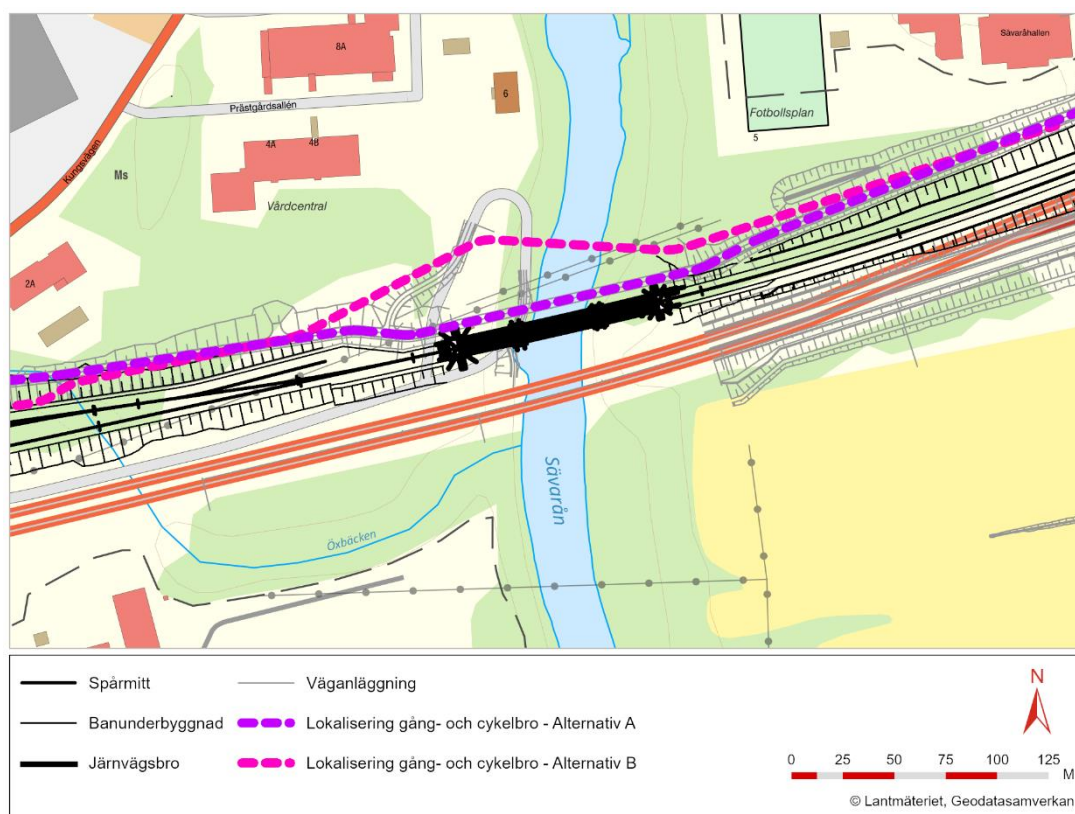 8A
Prästgårdsallén
6
Sävaråhallen
Fotbollsplan
5
Kungsvägen
4A
4B
Ms
Vårdcentral
2A
Sävarån
Öxbäcken
Spårmitt
Väganläggning
Banunderbyggnad
Lokalisering gång- och cykelbro - Alternativ A
Järnvägsbro
Lokalisering gång- och cykelbro - Alternativ B
N
0 25 50 75 100 125
M
© Lantmäteriet, Geodatasamverkan